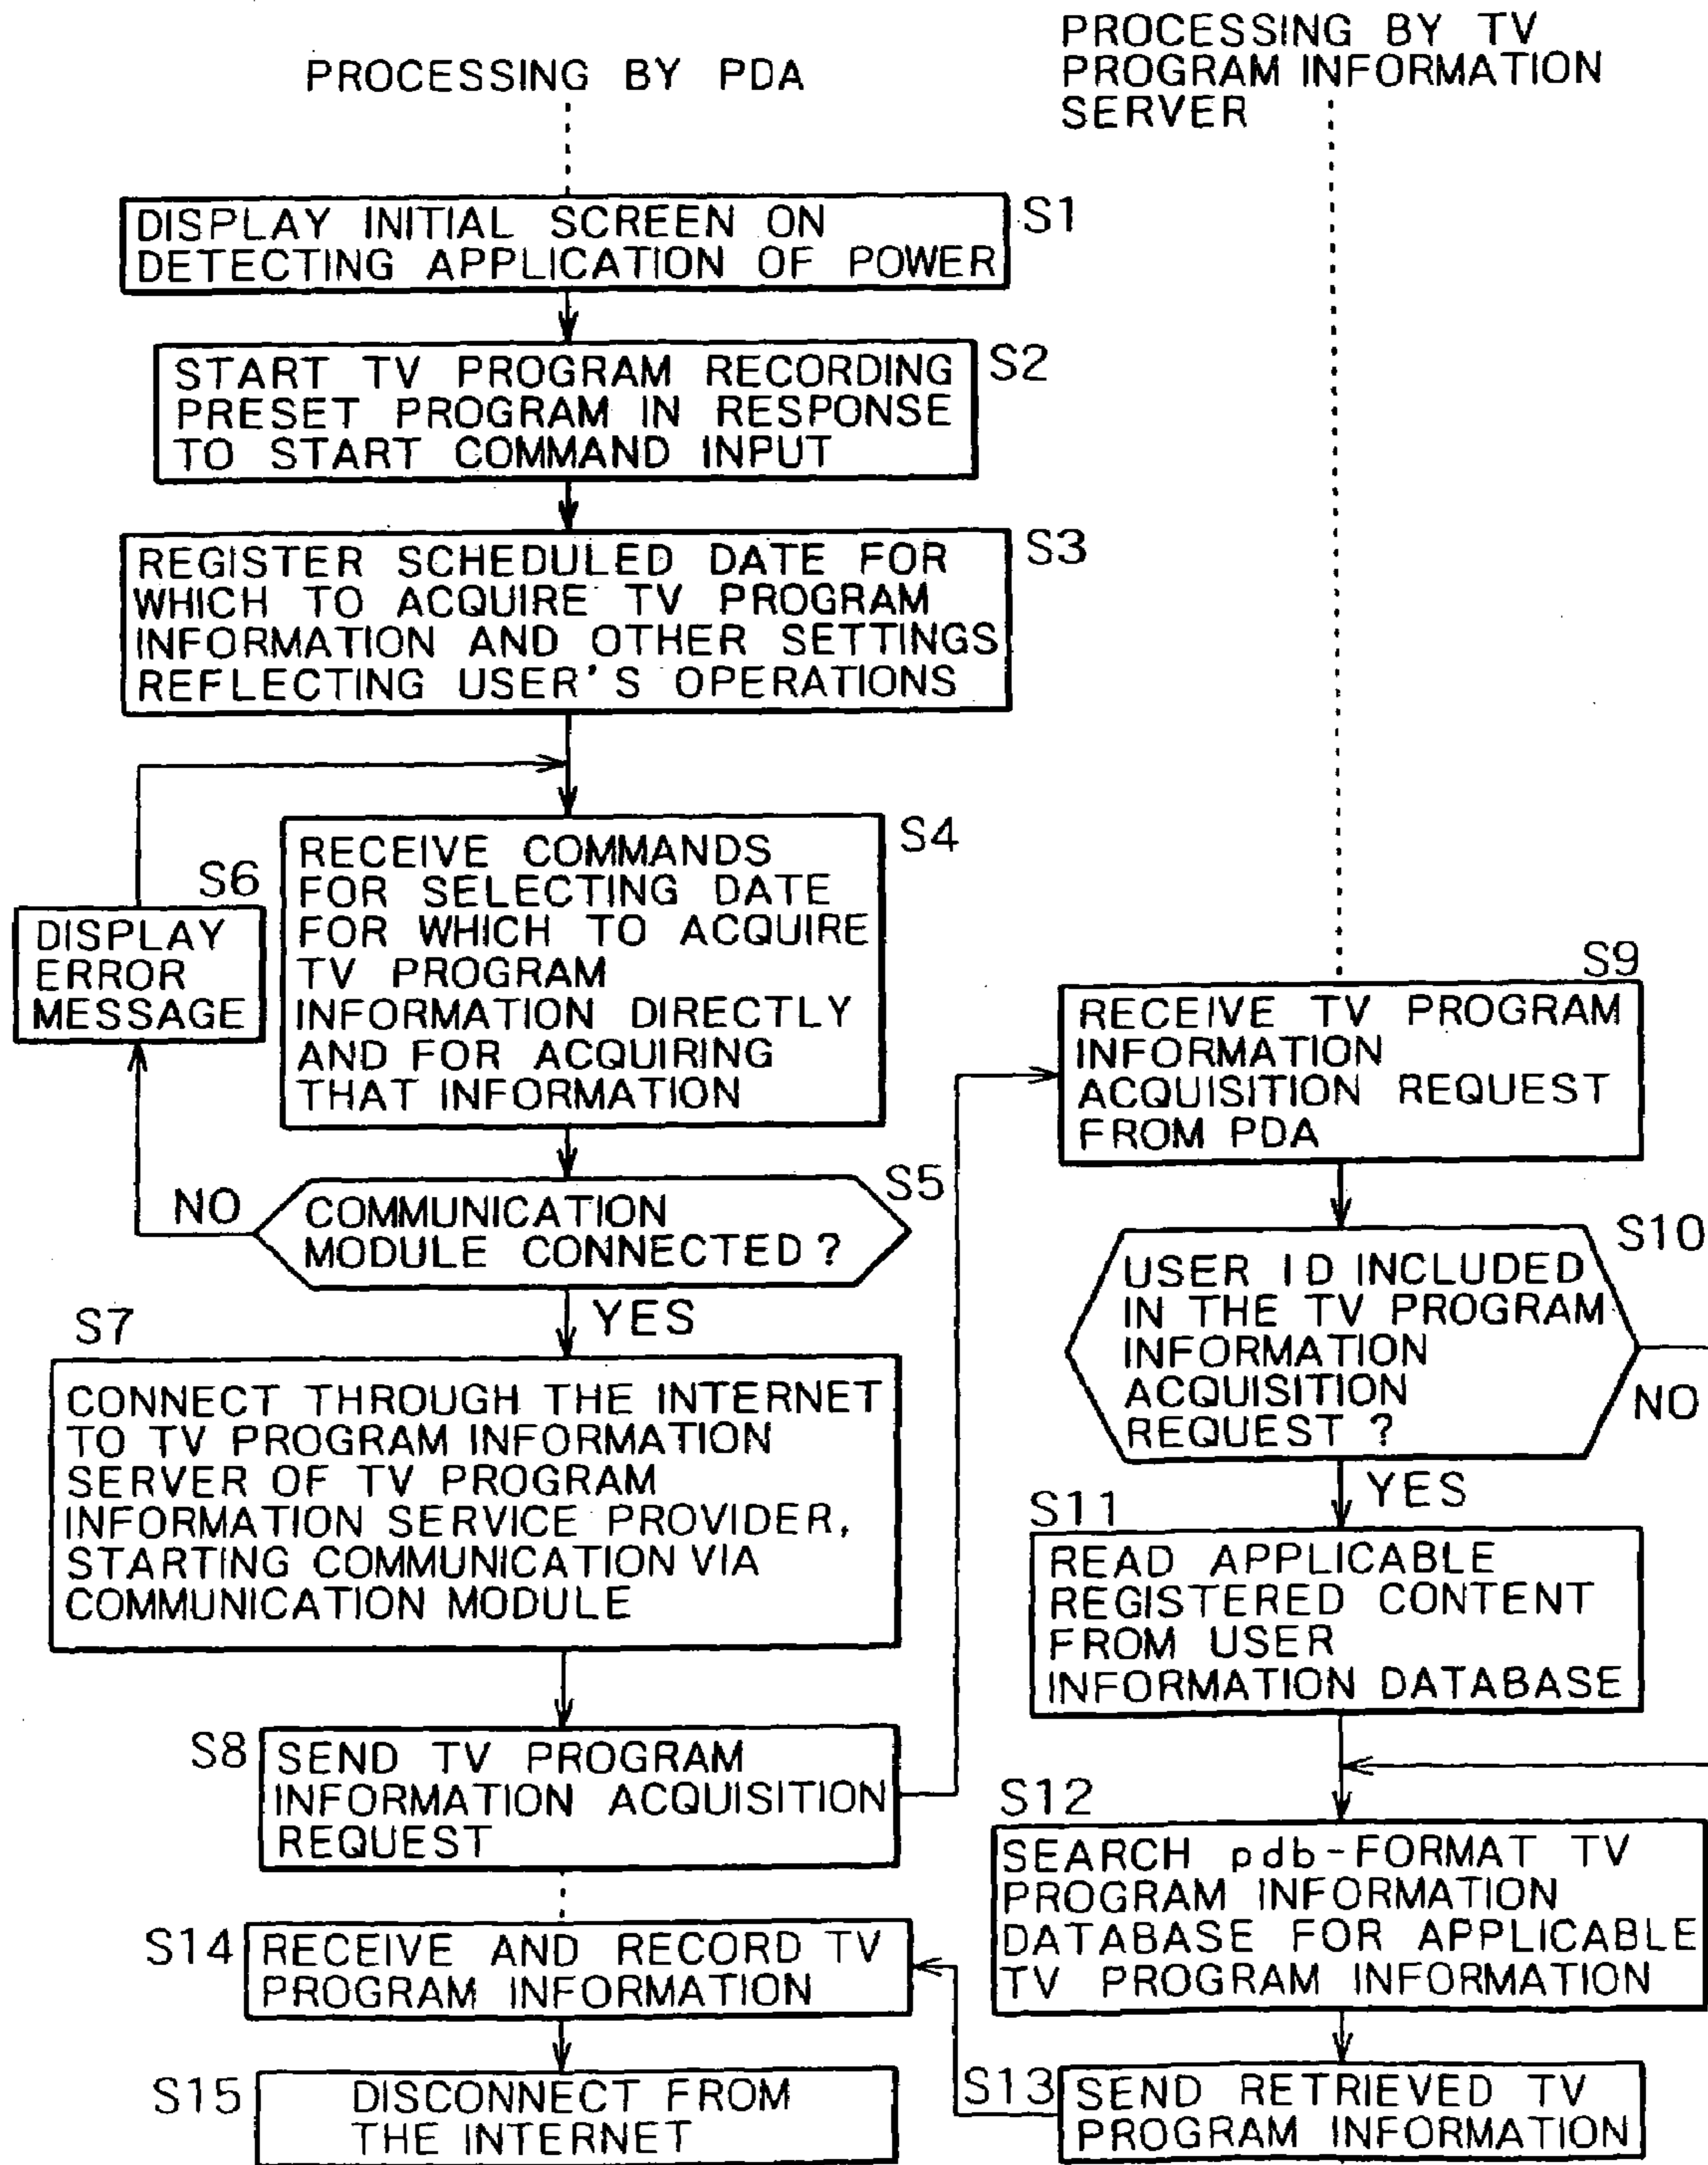 PROCESSING BY PDA
S1
DISPLAY INITIAL SCREEN ON
DETECTING APPLICATION OF POWER
S2
START TV PROGRAM RECORDING
PRESET PROGRAM IN RESPONSE
TO START COMMAND INPUT
S3
REGISTER SCHEDULED DATE FOR
WHICH TO ACQUIRE TV PROGRAM
INFORMATION AND OTHER SETTINGS
REFLECTING USER'S OPERATIONS
S4
RECEIVE COMMANDS
FOR SELECTING DATE
FOR WHICH TO ACQUIRE
TV PROGRAM
INFORMATION DIRECTLY
AND FOR ACQUIRING
THAT INFORMATION
S6
DISPLAY
ERROR
MESSAGE
S5
COMMUNICATION
MODULE CONNECTED?
NO
YES
S7
CONNECT THROUGH THE INTERNET
TO TV PROGRAM INFORMATION
SERVER OF TV PROGRAM
INFORMATION SERVICE PROVIDER,
STARTING COMMUNICATION VIA
COMMUNICATION MODULE
S8
SEND TV PROGRAM
INFORMATION ACQUISITION
REQUEST
S14
RECEIVE AND RECORD TV
PROGRAM INFORMATION
S15
DISCONNECT FROM
THE INTERNET
PROCESSING BY TV
PROGRAM INFORMATION
SERVER
S9
RECEIVE TV PROGRAM
INFORMATION
ACQUISITION REQUEST
FROM PDA
S10
USER ID INCLUDED
IN THE TV PROGRAM
INFORMATION
ACQUISITION
REQUEST ?
NO
YES
S11
READ APPLICABLE
REGISTERED CONTENT
FROM USER
INFORMATION DATABASE
S12
SEARCH pdb-FORMAT TV
PROGRAM INFORMATION
DATABASE FOR APPLICABLE
TV PROGRAM INFORMATION
S13
SEND RETRIEVED TV
PROGRAM INFORMATION